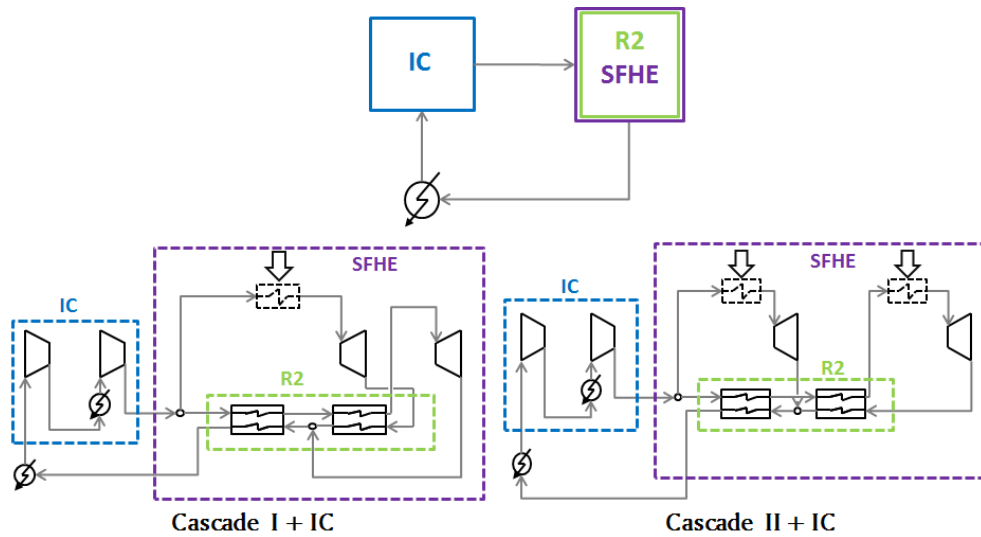 IC
R2
SFHE
SFHE
IC
R2
SFHE
IC
R2
Cascade I + IC
Cascade II + IC